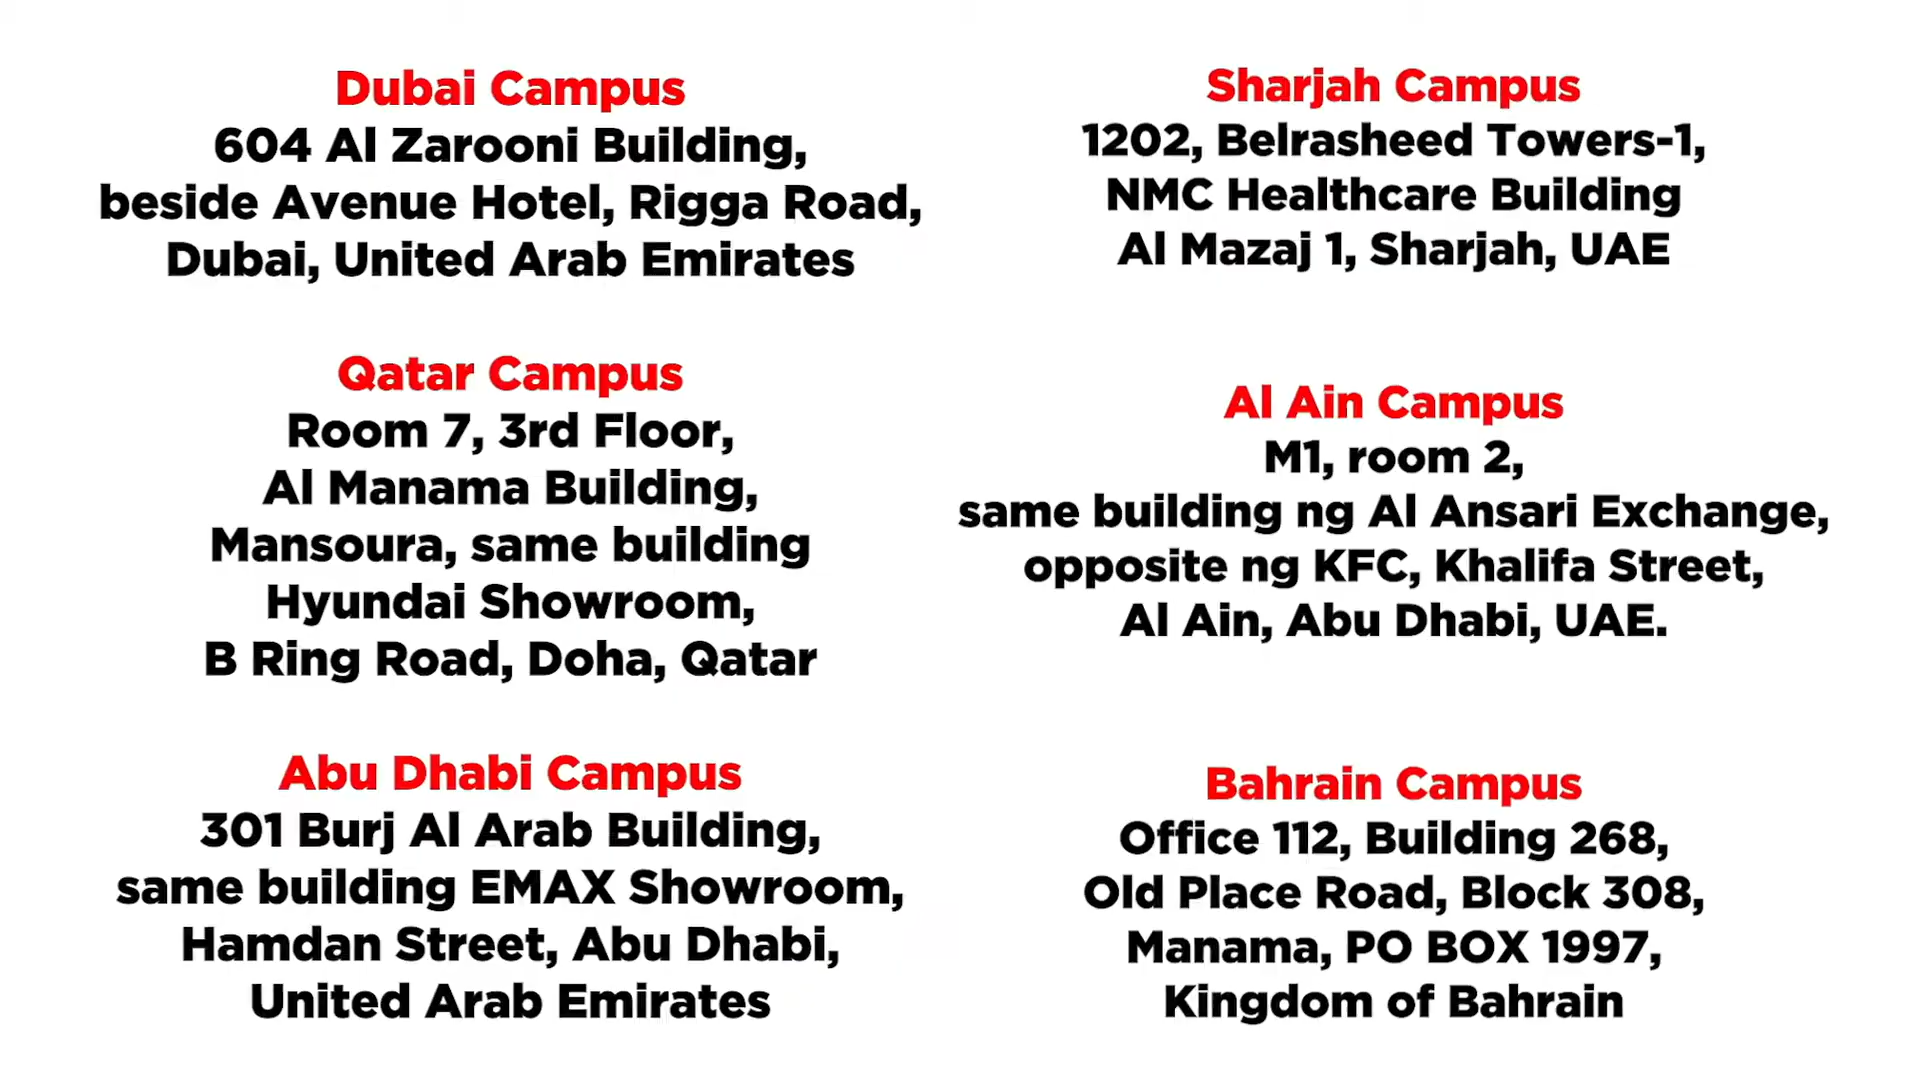 Dubai Campus
604 Al Zarooni Building,
beside Avenue Hotel, Rigga Road,
Dubai, United Arab Emirates
Qatar Campus
Room 7, 3rd Floor,
Al Manama Building,
Mansoura, same building
Hyundai Showroom,
B Ring Road, Doha, Qatar
Abu Dhabi Campus
301 Burj Al Arab Building,
same building EMAX Showroom,
Hamdan Street, Abu Dhabi,
United Arab Emirates
Sharjah Campus
1202, Belrasheed Towers-1,
NMC Healthcare Building
Al Mazaj 1, Sharjah, UAE
Al Ain Campus
M1, room 2,
same building ng Al Ansari Exchange,
opposite ng KFC, Khalifa Street,
Al Ain, Abu Dhabi, UAE.
Bahrain Campus
Office 112, Building 268,
Old Place Road, Block 308,
Manama, PO BOX 1997,
Kingdom of Bahrain